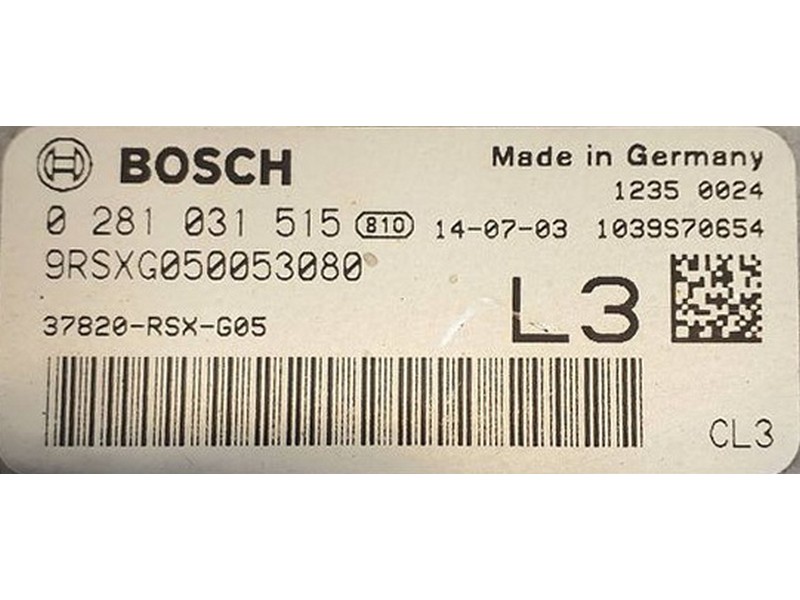 BOSCH Made in Germany
1235 0024
0 281 031 515 810 14-07-03 1039S70654
9RSXG050053080
L3
37820-RSX-G05
CL3